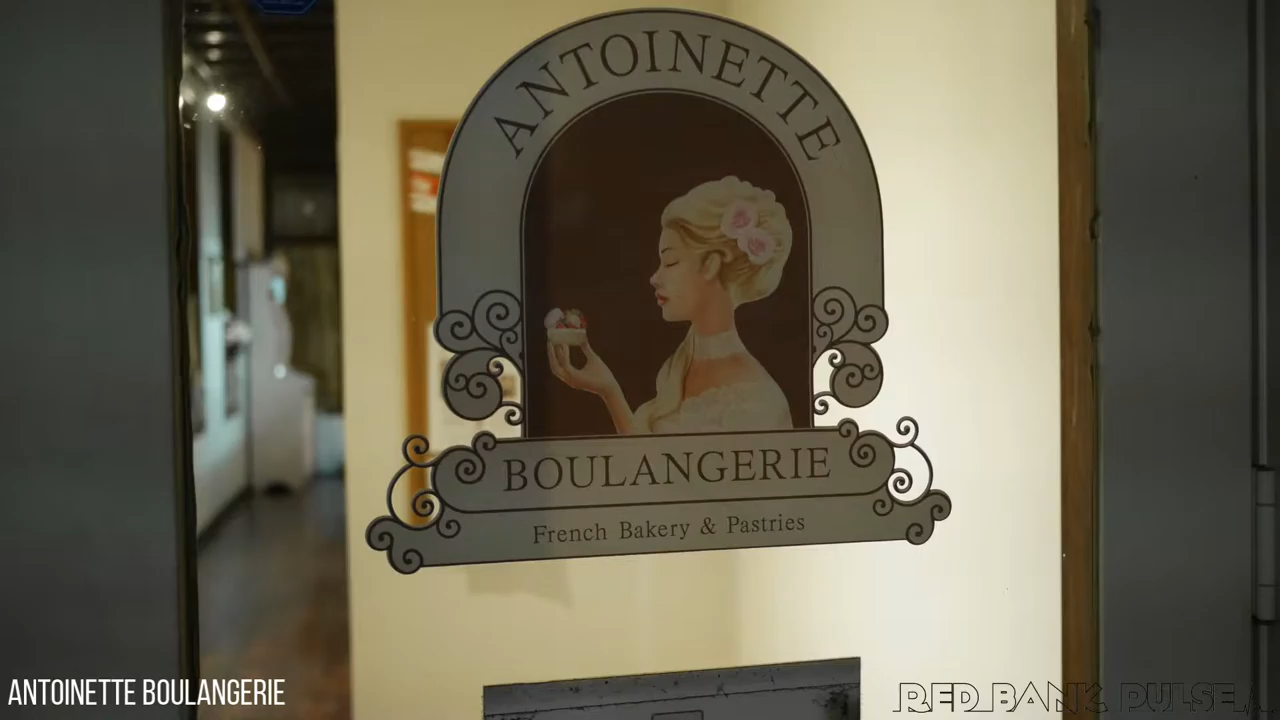 ANTOINETTE
BOULANGERIE
French Bakery & Pastries
ANTOINETTE BOULANGERIE
RED BANK PULSE